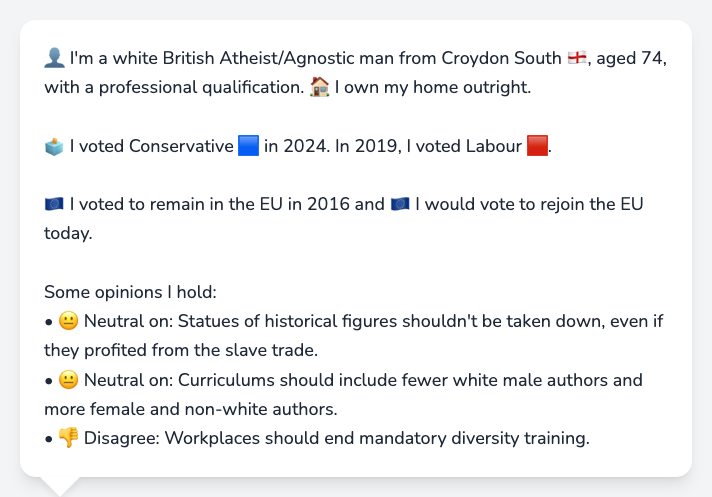 👤 I'm a white British Atheist/Agnostic man from Croydon South 🏴󠁧󠁢󠁥󠁮󠁧󠁿, aged 74,
with a professional qualification. 🏠 I own my home outright.
🗳️ I voted Conservative 🟦 in 2024. In 2019, I voted Labour 🟥.
🇪🇺 I voted to remain in the EU in 2016 and 🇪🇺 I would vote to rejoin the EU
today.
Some opinions I hold:
• 😐 Neutral on: Statues of historical figures shouldn't be taken down, even if
they profited from the slave trade.
• 😐 Neutral on: Curriculums should include fewer white male authors and
more female and non-white authors.
• 👎 Disagree: Workplaces should end mandatory diversity training.